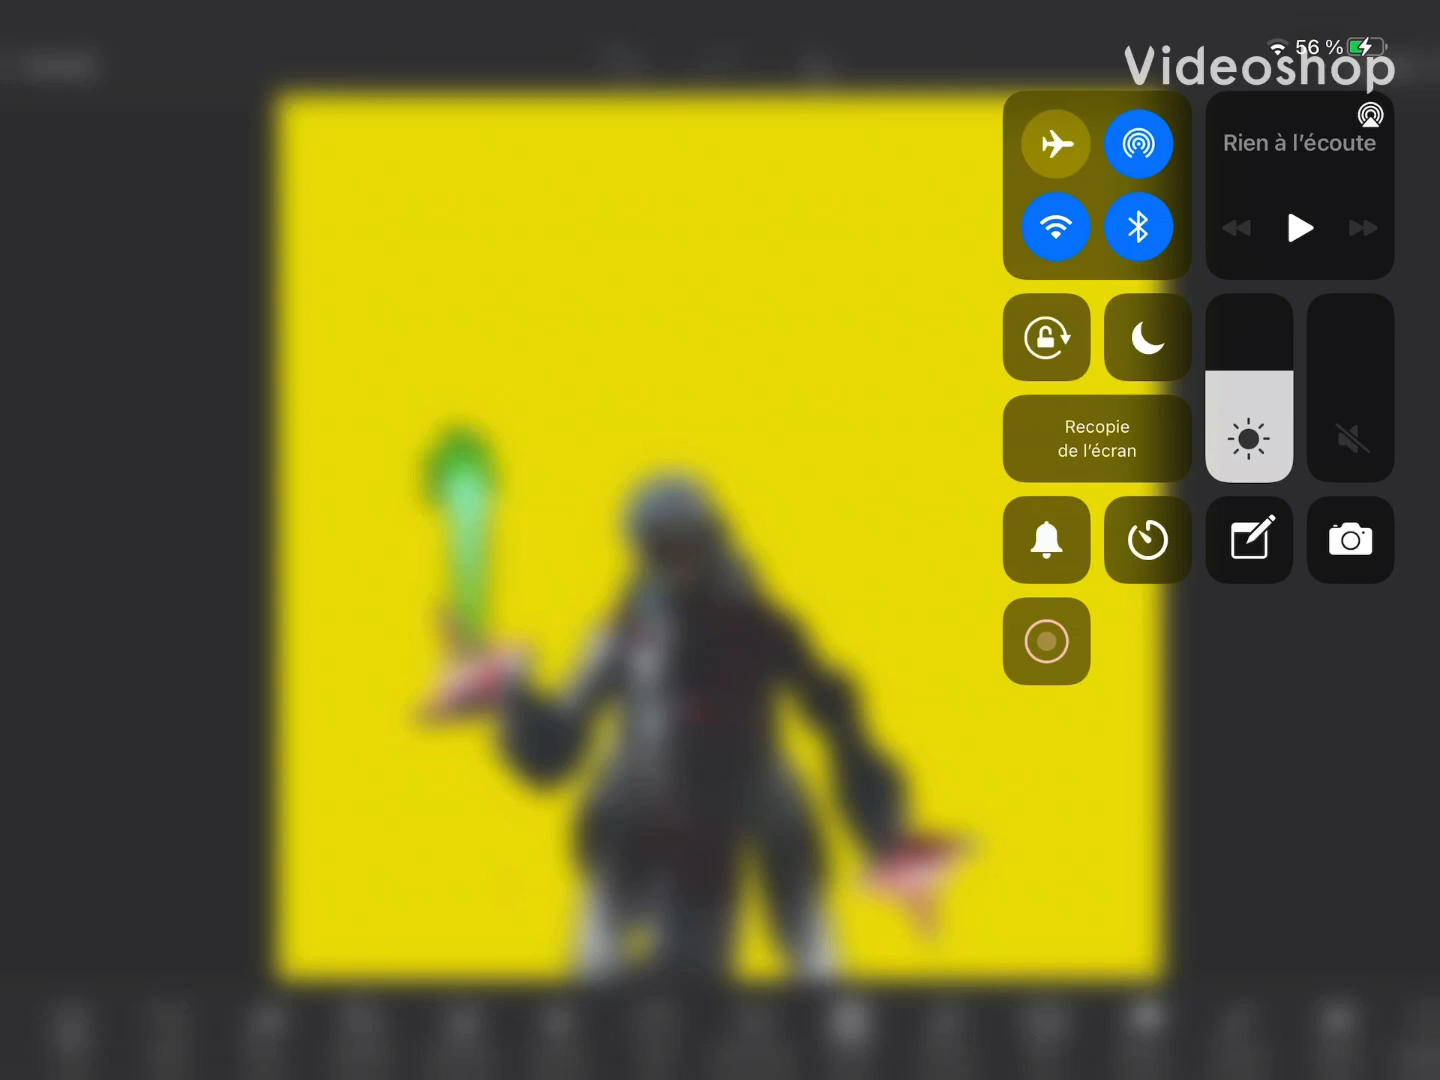 56 %
Videoshop
Rien à l’écoute
Recopie
de l’écran